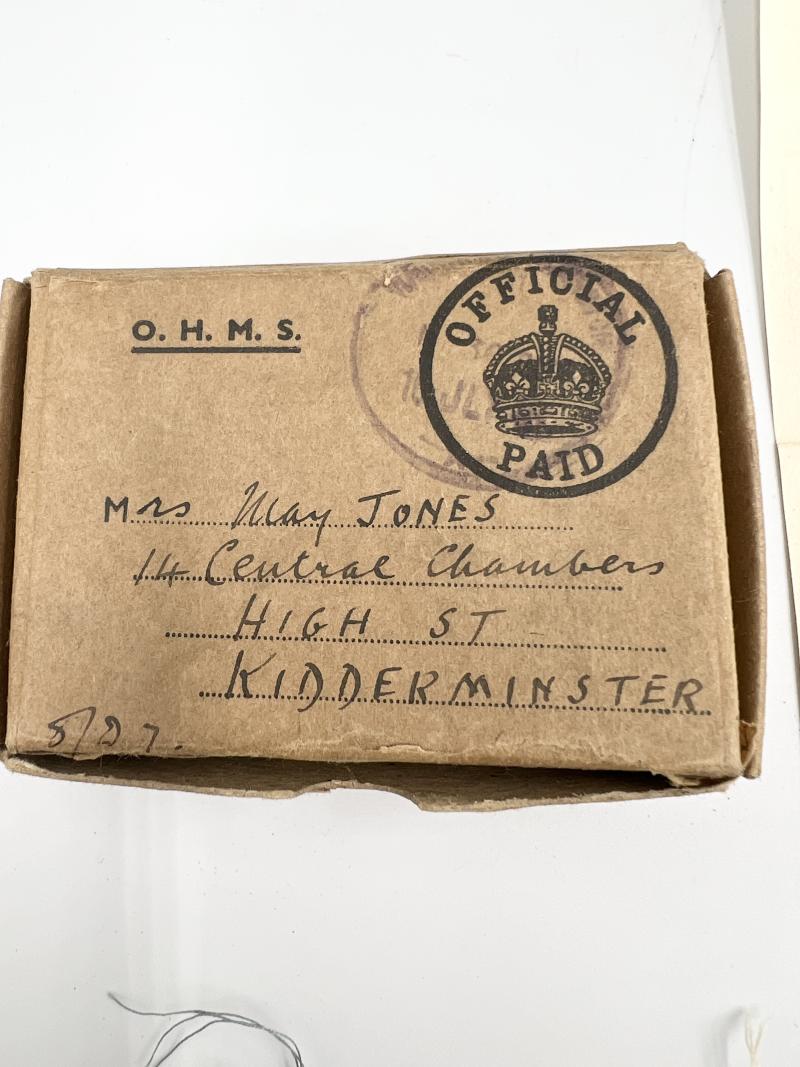 O. H. M. S.
OFFICIAL
PAID
Mrs May JONES
14 Central Chambers
HIGH ST
KIDDERMINSTER